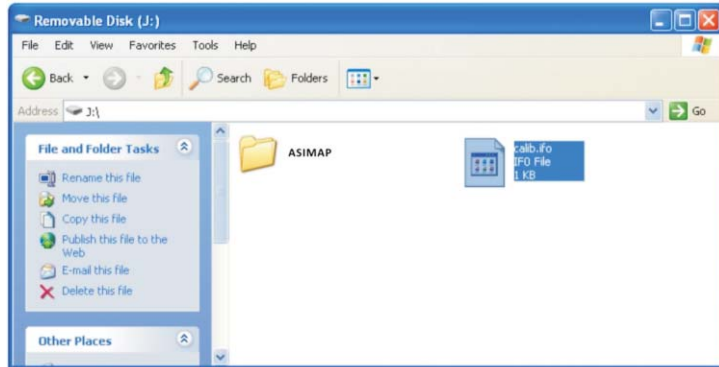 Removable Disk (J:)
File Edit View Favorites Tools Help
Back Search Folders
Address J:\ Go
File and Folder Tasks
Rename this file
Move this file
Copy this file
Publish this file to the
Web
E-mail this file
Delete this file
Other Places
ASIMAP
calib.ifo
IFO File
1 KB